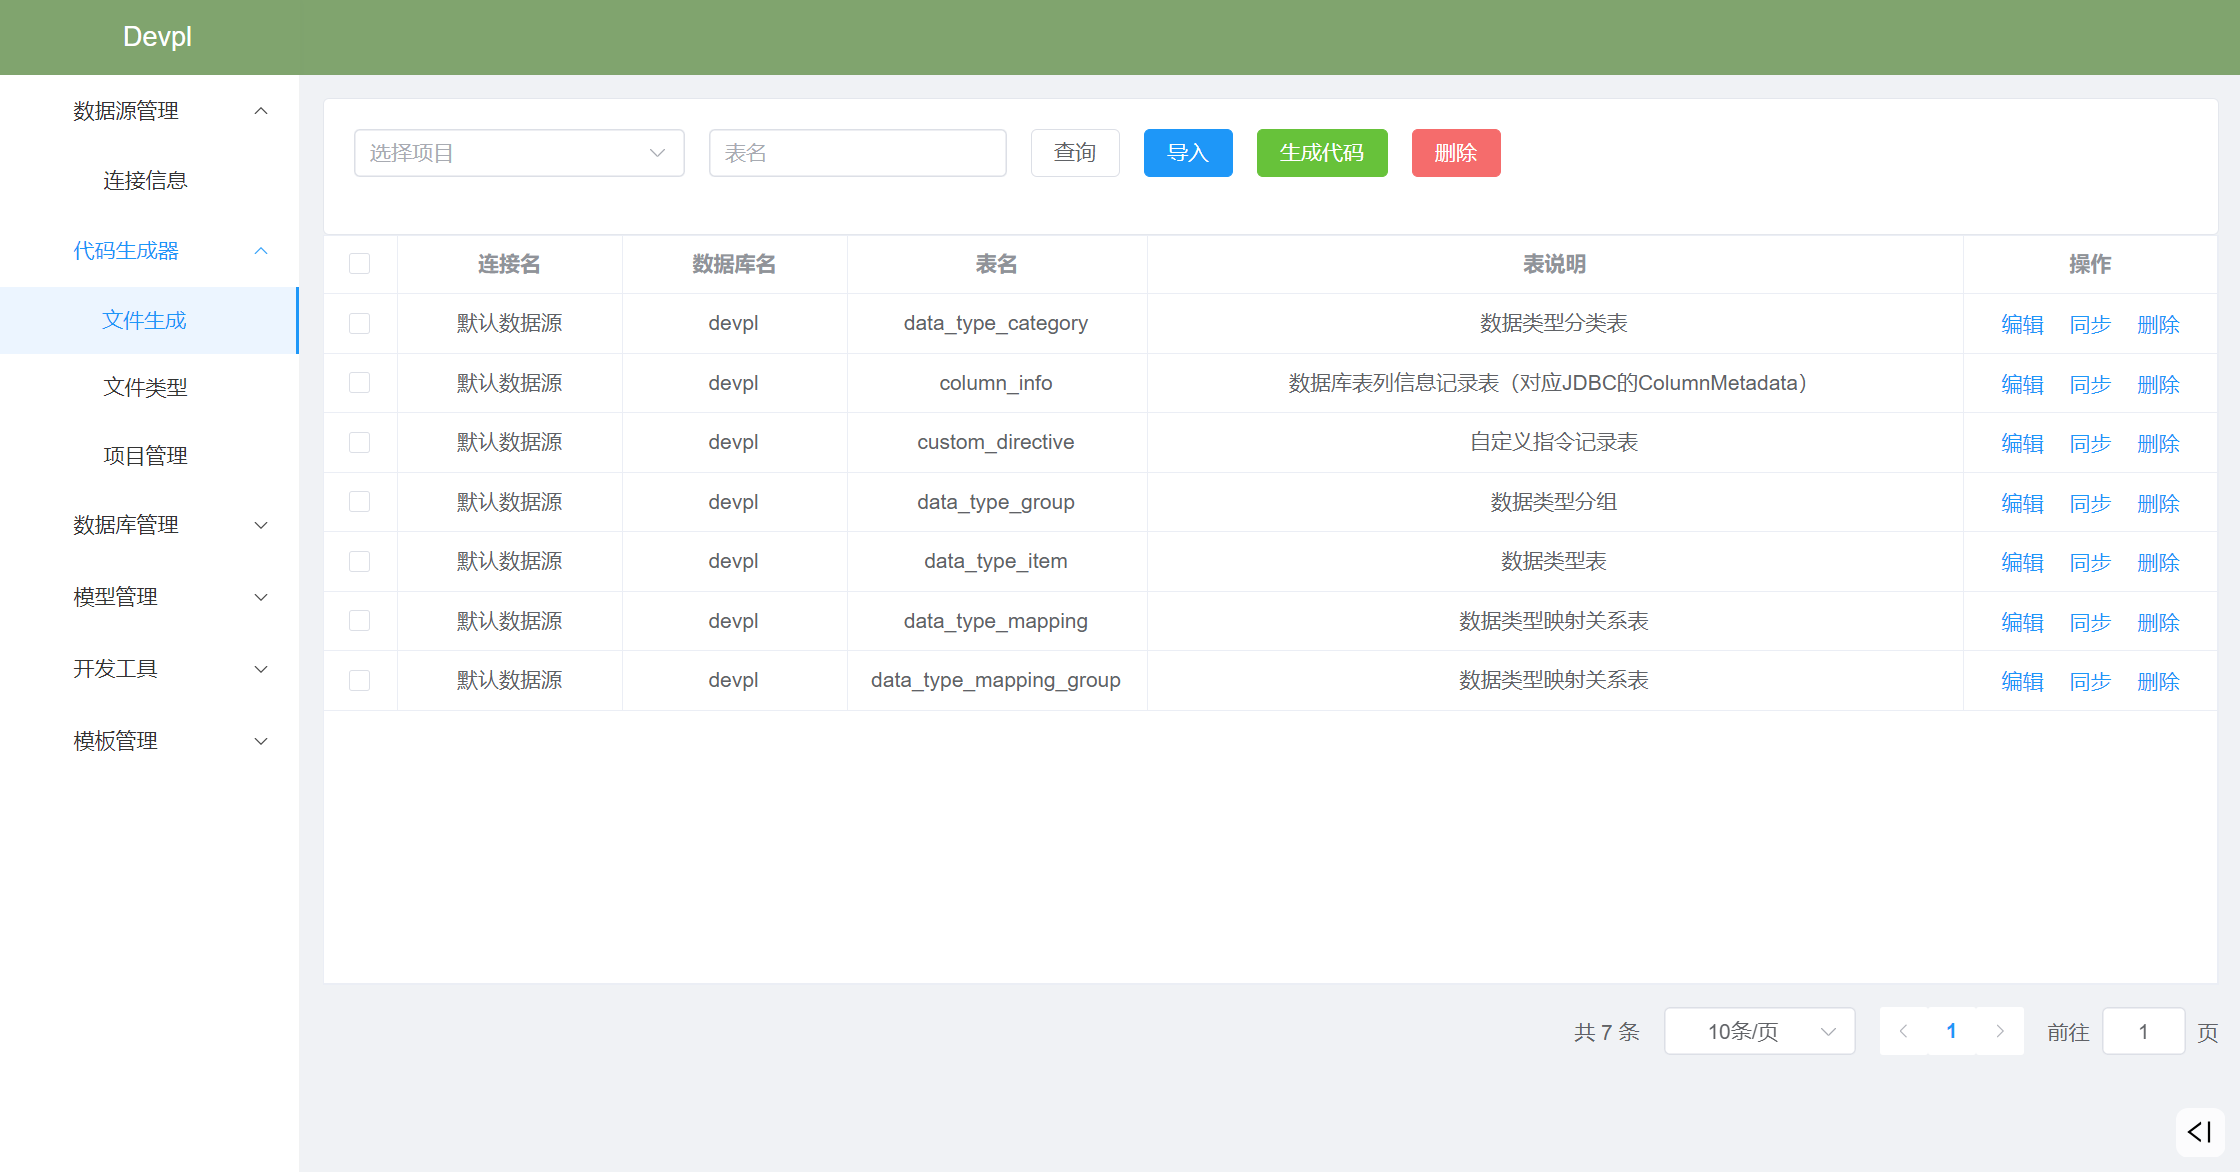 Devpl
数据源管理
连接信息
代码生成器
文件生成
文件类型
项目管理
数据库管理
模型管理
开发工具
模板管理
选择项目 表名 查询 导入 生成代码 删除
连接名 数据库名 表名 表说明 操作
默认数据源 devpl data_type_category 数据类型分类表 编辑 同步 删除
默认数据源 devpl column_info 数据库表列信息记录表（对应JDBC的ColumnMetadata） 编辑 同步 删除
默认数据源 devpl custom_directive 自定义指令记录表 编辑 同步 删除
默认数据源 devpl data_type_group 数据类型分组 编辑 同步 删除
默认数据源 devpl data_type_item 数据类型表 编辑 同步 删除
默认数据源 devpl data_type_mapping 数据类型映射关系表 编辑 同步 删除
默认数据源 devpl data_type_mapping_group 数据类型映射关系表 编辑 同步 删除
共 7 条 10条/页 1 前往 1 页